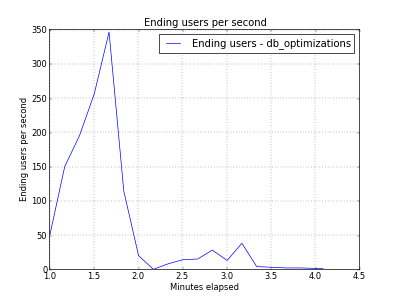 Ending users per second
Ending users - db_optimizations
350
300
250
200
150
100
50
0
Ending users per second
1.0 1.5 2.0 2.5 3.0 3.5 4.0 4.5
Minutes elapsed